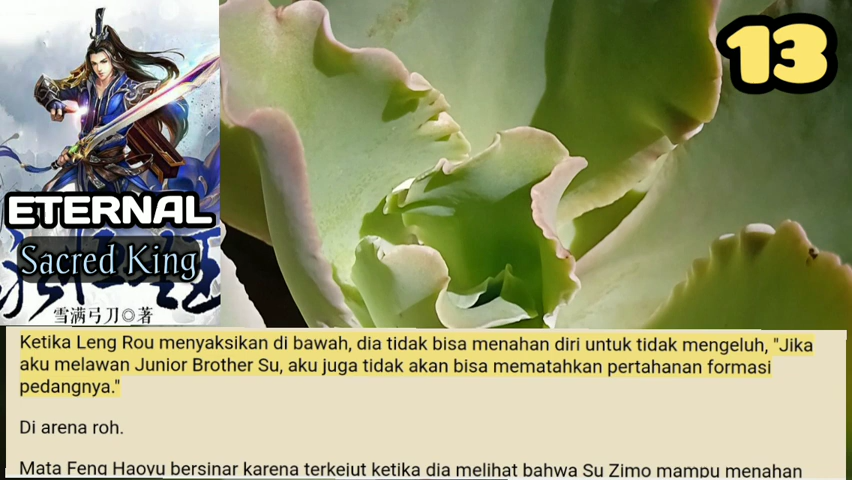 13
ETERNAL
Sacred King
雪满弓刀◎著
Ketika Leng Rou menyaksikan di bawah, dia tidak bisa menahan diri untuk tidak mengeluh, "Jika
aku melawan Junior Brother Su, aku juga tidak akan bisa mematahkan pertahanan formasi
pedangnya."
Di arena roh.
Mata Feng Haoyu bersinar karena terkejut ketika dia melihat bahwa Su Zimo mampu menahan